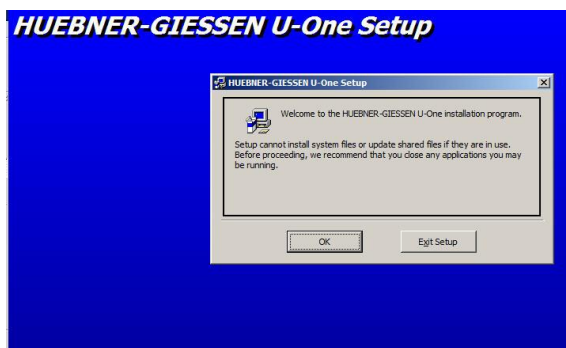 HUEBNER-GIESSEN U-One Setup
HUEBNER-GIESSEN U-One Setup
Welcome to the HUEBNER-GIESSEN U-One installation program.
Setup cannot install system files or update shared files if they are in use.
Before proceeding, we recommend that you close any applications you may
be running.
OK
Exit Setup